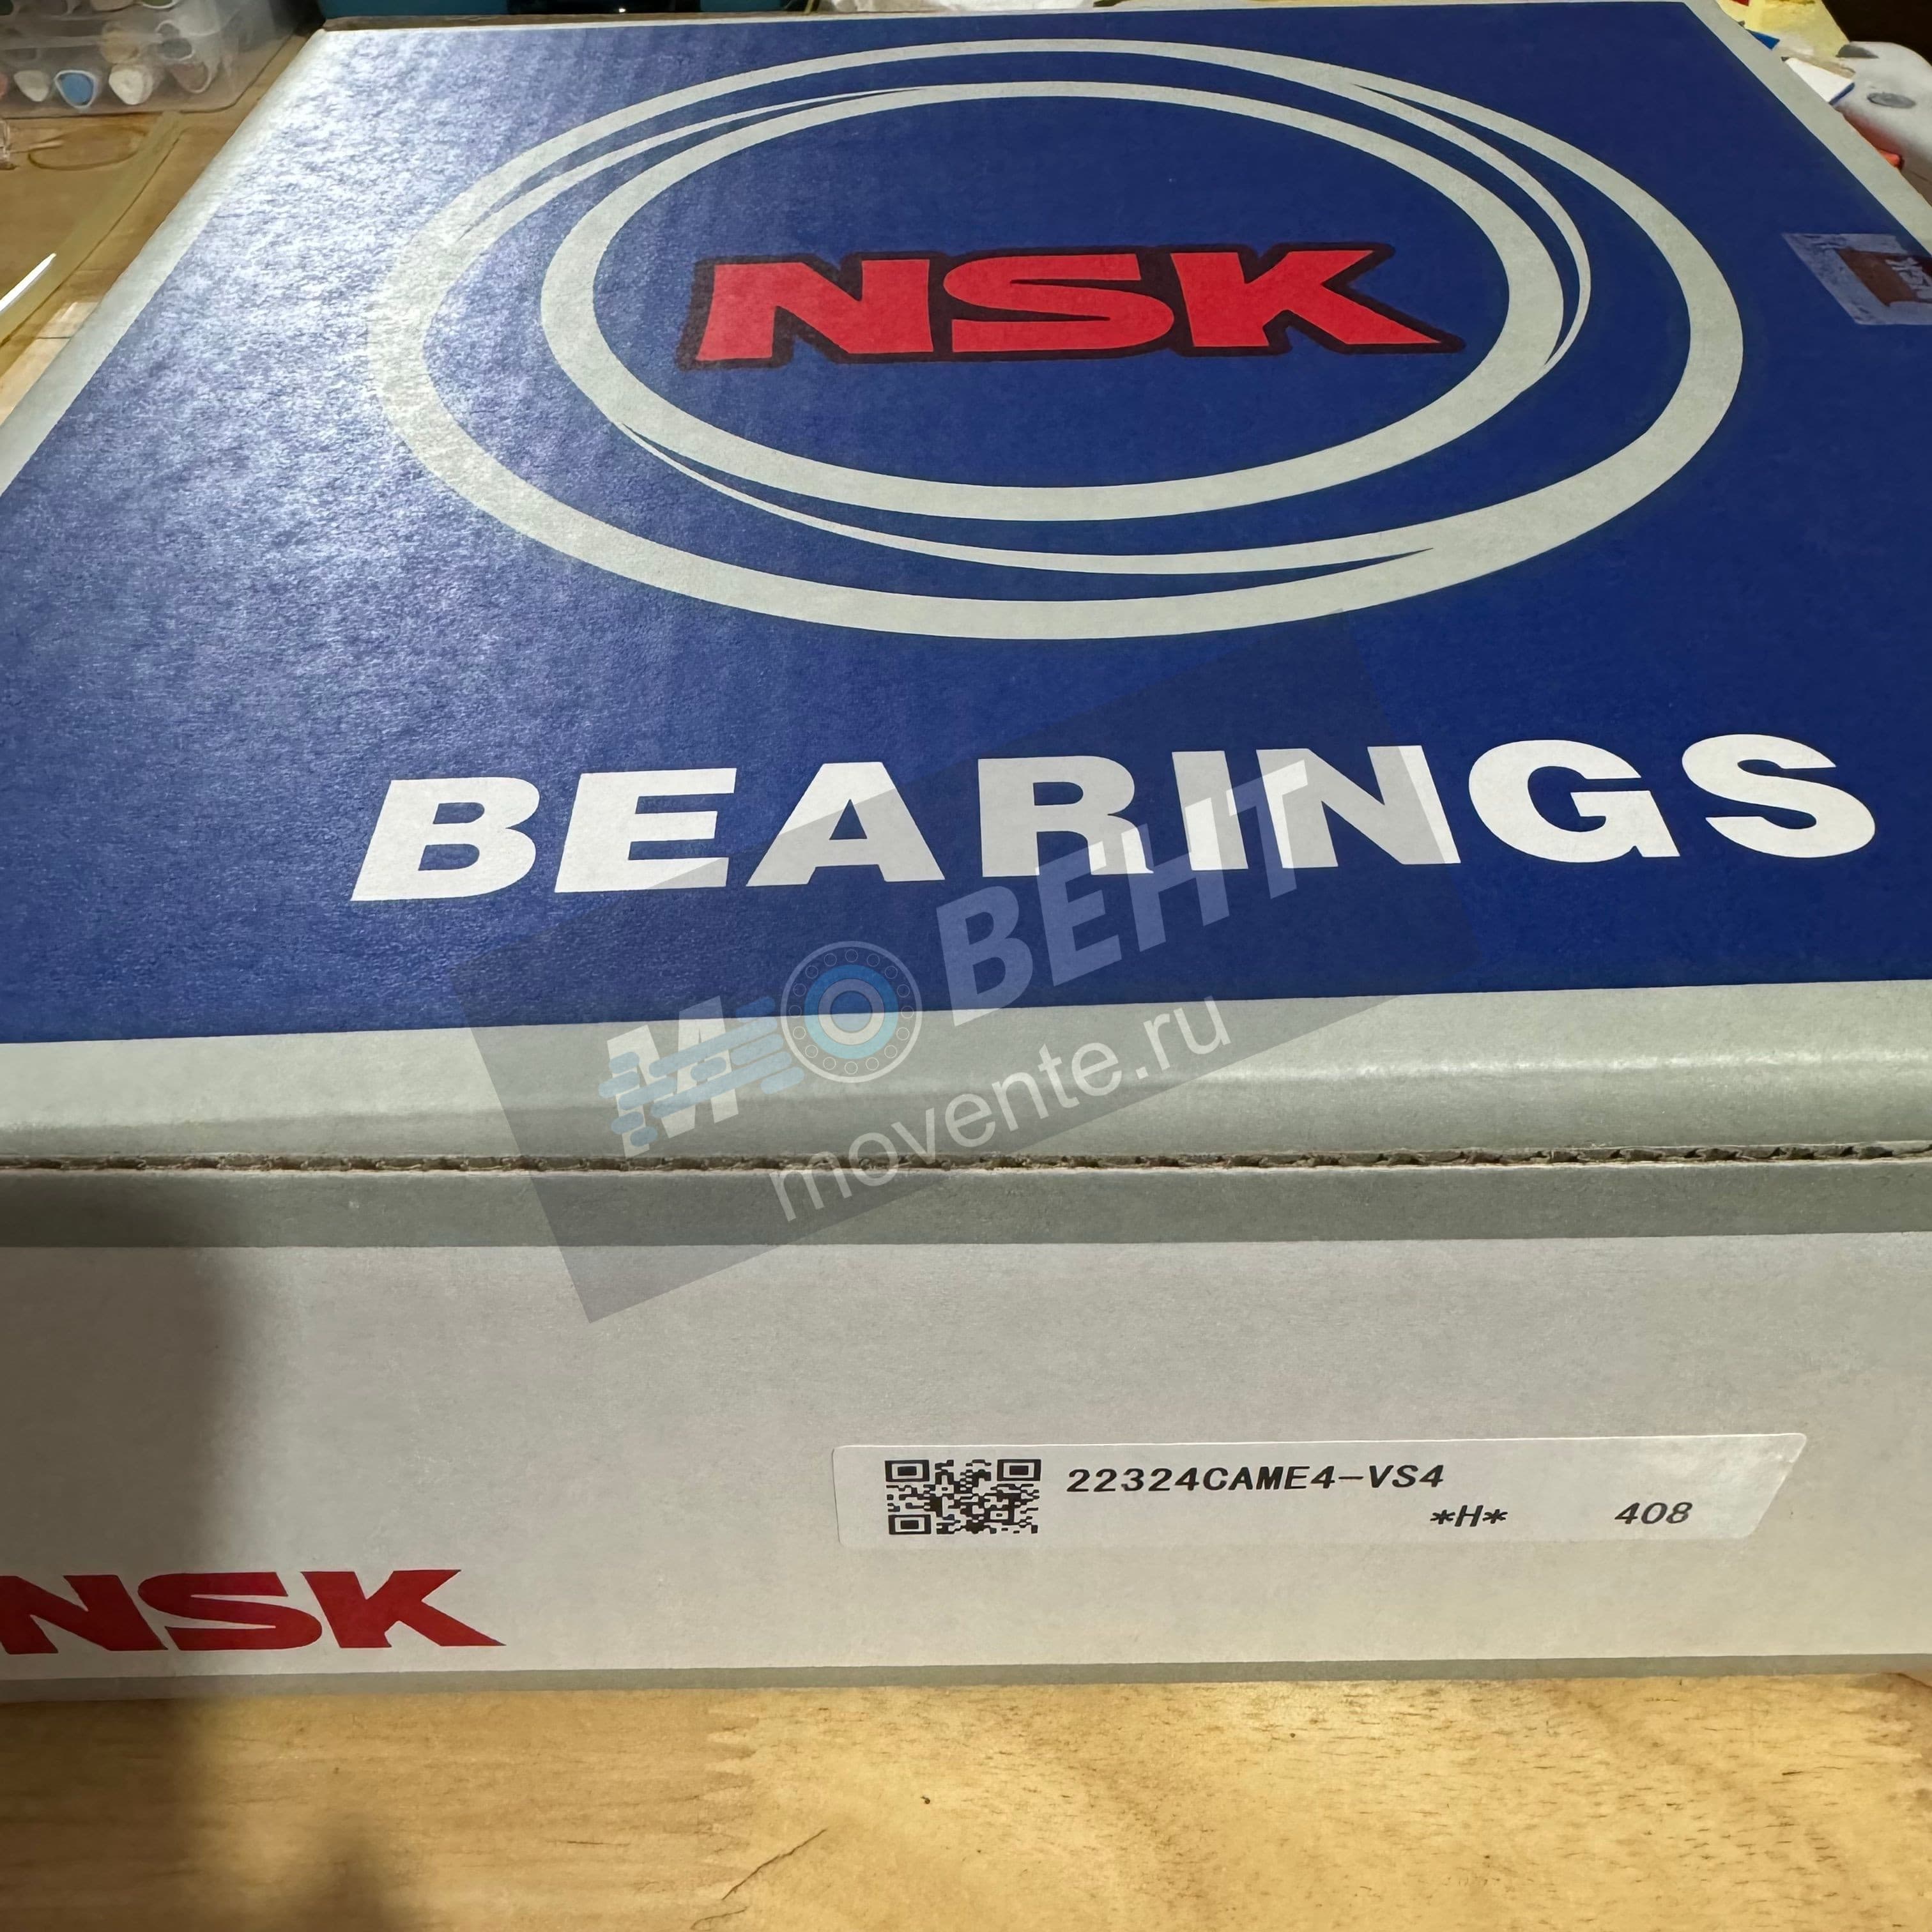 NSK
BEARINGS
МОВЕНТ
movente.ru
22324CAME4-VS4
*H* 408
NSK